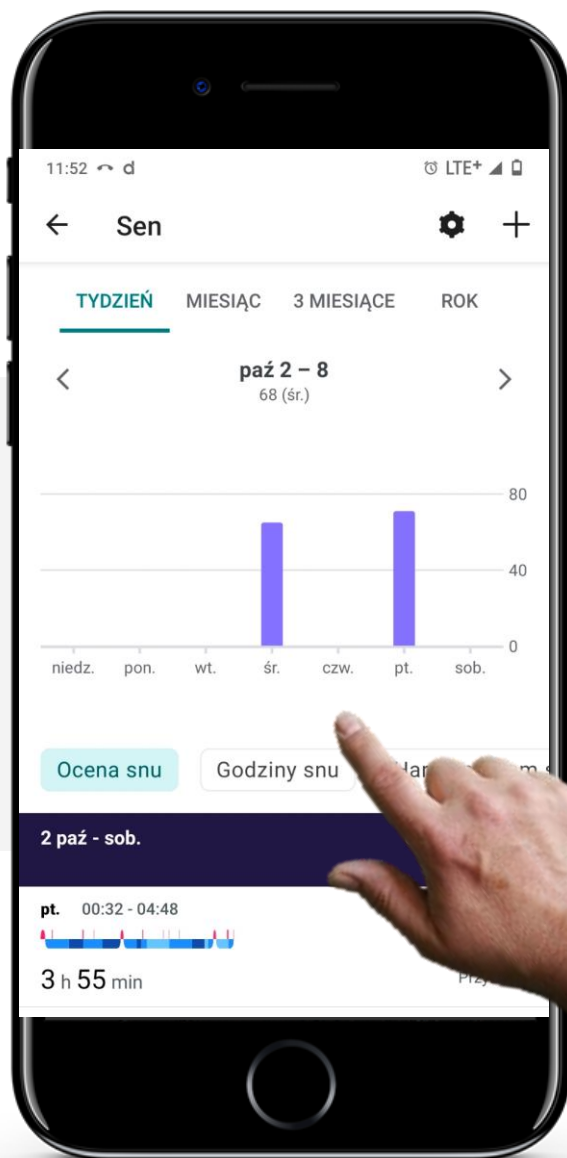 11:52 d LTE+
Sen
TYDZIEŃ MIESIĄC 3 MIESIĄCE ROK
paź 2 – 8
68 (śr.)
80
40
0
niedz. pon. wt. śr. czw. pt. sob.
Ocena snu Godziny snu
2 paź - sob.
pt. 00:32 - 04:48
3 h 55 min